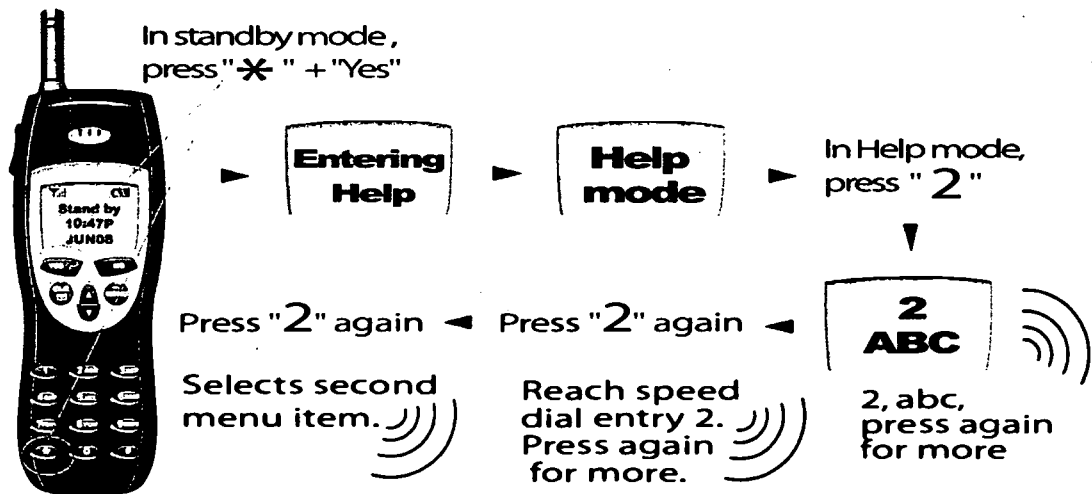 In standby mode,
press "*" + "Yes"
Entering
Help
Help
mode
In Help mode,
press "2"
Stand by
10:47P
JUN08
2
ABC
2, abc,
press again
for more
Press "2" again
Reach speed
dial entry 2.
Press again
for more.
Press "2" again
Selects second
menu item.